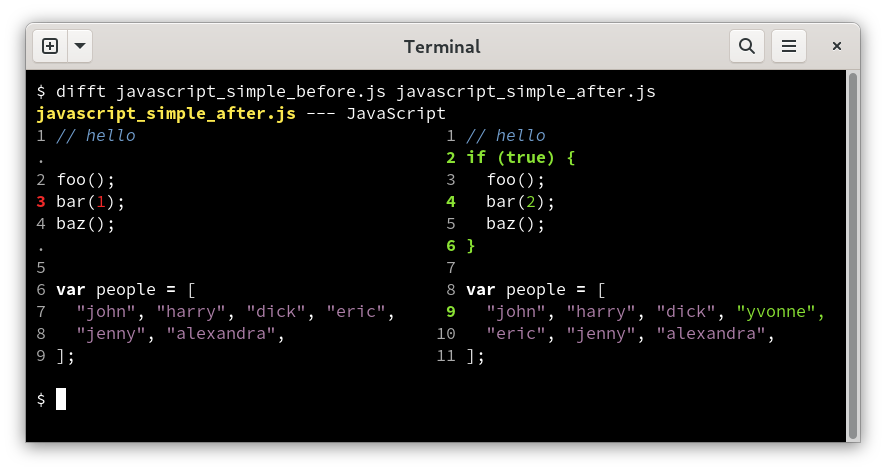 Terminal
$ difft javascript_simple_before.js javascript_simple_after.js
javascript_simple_after.js --- JavaScript
1 // hello                                1 // hello
.                                         2 if (true) {
2 foo();                                  3   foo();
3 bar(1);                                 4   bar(2);
4 baz();                                  5   baz();
.                                         6 }
5                                         7
6 var people = [                          8 var people = [
7   "john", "harry", "dick", "eric",      9   "john", "harry", "dick", "yvonne",
8   "jenny", "alexandra",                10   "eric", "jenny", "alexandra",
9 ];                                     11 ];
$